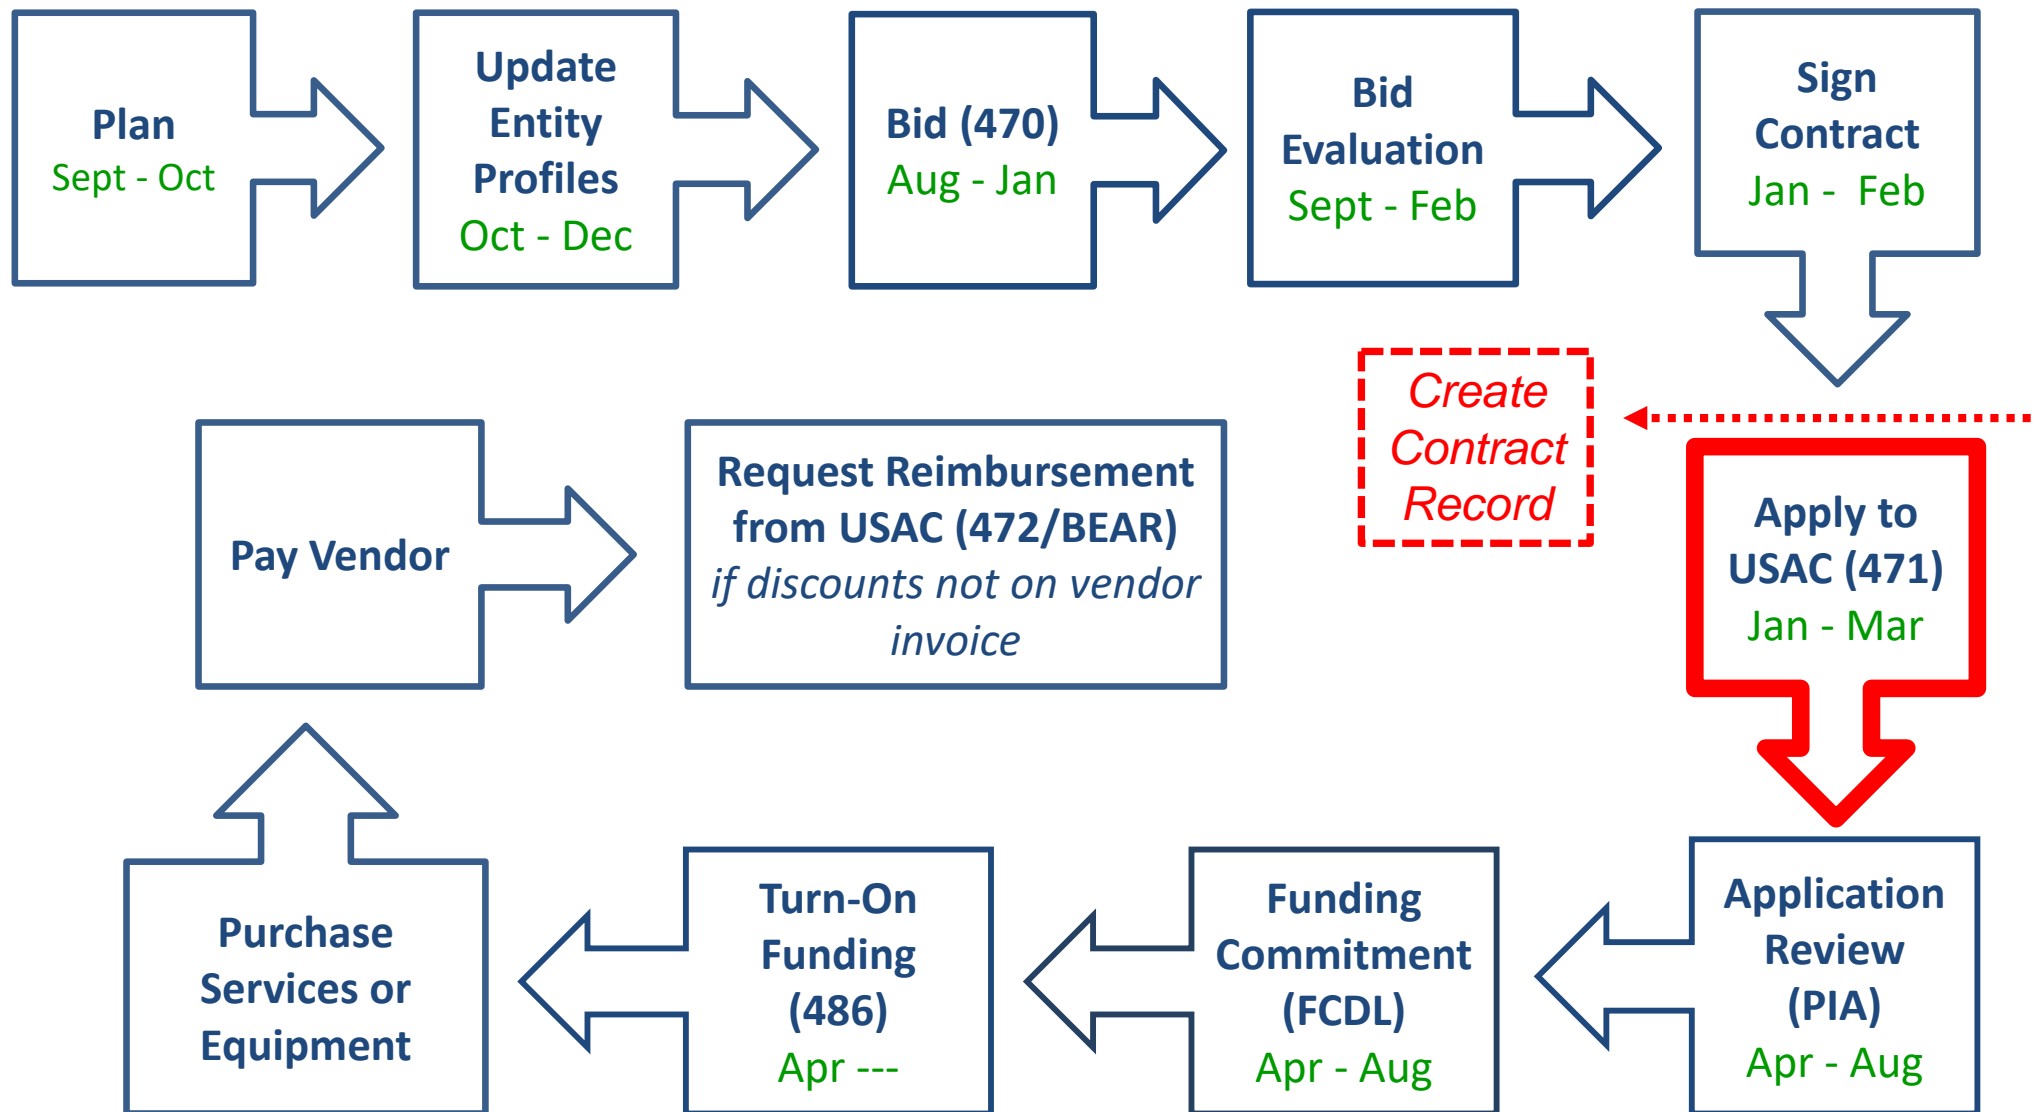 Plan
Sept - Oct
Update
Entity
Profiles
Oct - Dec
Bid (470)
Aug - Jan
Bid
Evaluation
Sept - Feb
Sign
Contract
Jan -  Feb
Create
Contract
Record
Apply to
USAC (471)
Jan - Mar
Application
Review
(PIA)
Apr - Aug
Funding
Commitment
(FCDL)
Apr - Aug
Turn-On
Funding
(486)
Apr ---
Purchase
Services or
Equipment
Pay Vendor
Request Reimbursement
from USAC (472/BEAR)
if discounts not on vendor
invoice